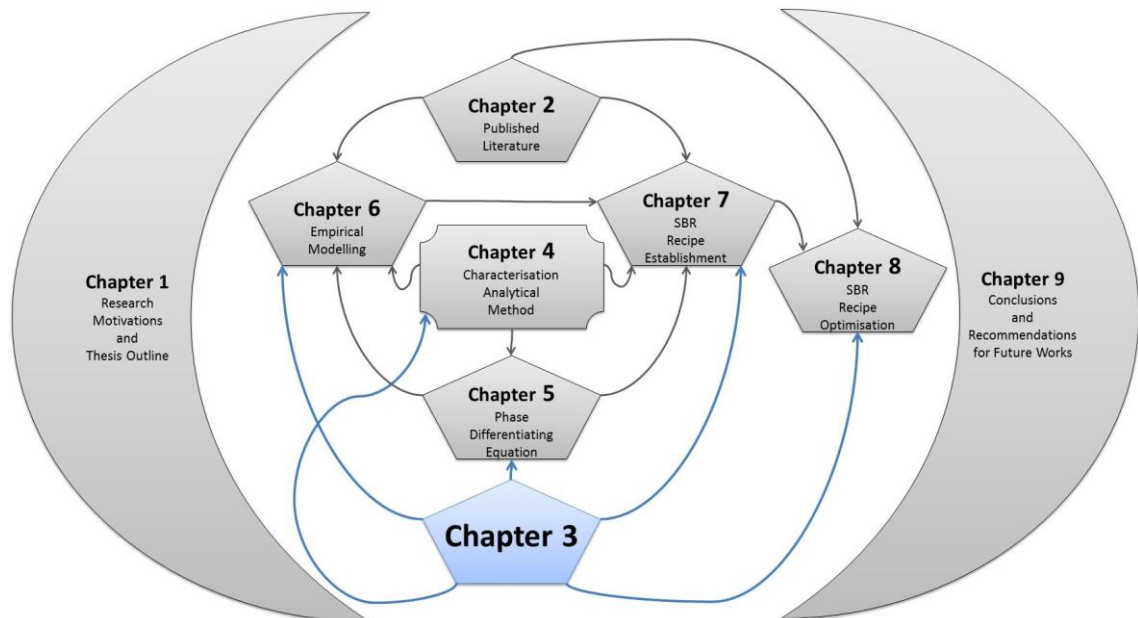 Chapter 1
Research
Motivations
and
Thesis Outline
Chapter 2
Published
Literature
Chapter 6
Empirical
Modelling
Chapter 7
SBR
Recipe
Establishment
Chapter 4
Characterisation
Analytical
Method
Chapter 8
SBR
Recipe
Optimisation
Chapter 5
Phase
Differentiating
Equation
Chapter 3
Chapter 9
Conclusions
and
Recommendations
for Future Works